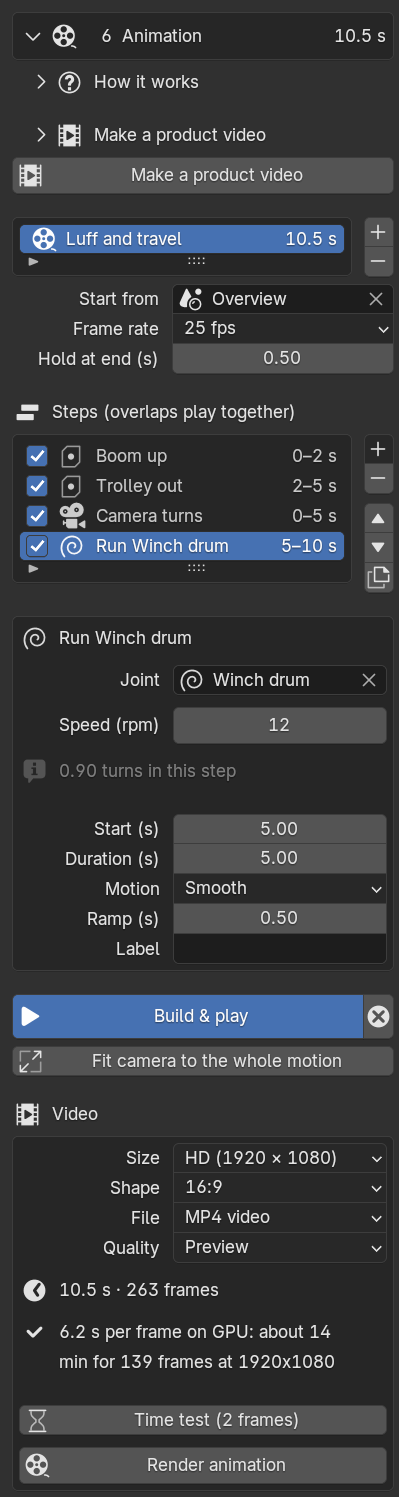 6 Animation 10.5 s
How it works
Make a product video
Make a product video
Luff and travel 10.5 s
Start from Overview
Frame rate 25 fps
Hold at end (s) 0.50
Steps (overlaps play together)
Boom up 0–2 s
Trolley out 2–5 s
Camera turns 0–5 s
Run Winch drum 5–10 s
Run Winch drum
Joint Winch drum
Speed (rpm) 12
0.90 turns in this step
Start (s) 5.00
Duration (s) 5.00
Motion Smooth
Ramp (s) 0.50
Label
Build & play
Fit camera to the whole motion
Video
Size HD (1920 × 1080)
Shape 16:9
File MP4 video
Quality Preview
10.5 s · 263 frames
6.2 s per frame on GPU: about 14
min for 139 frames at 1920x1080
Time test (2 frames)
Render animation